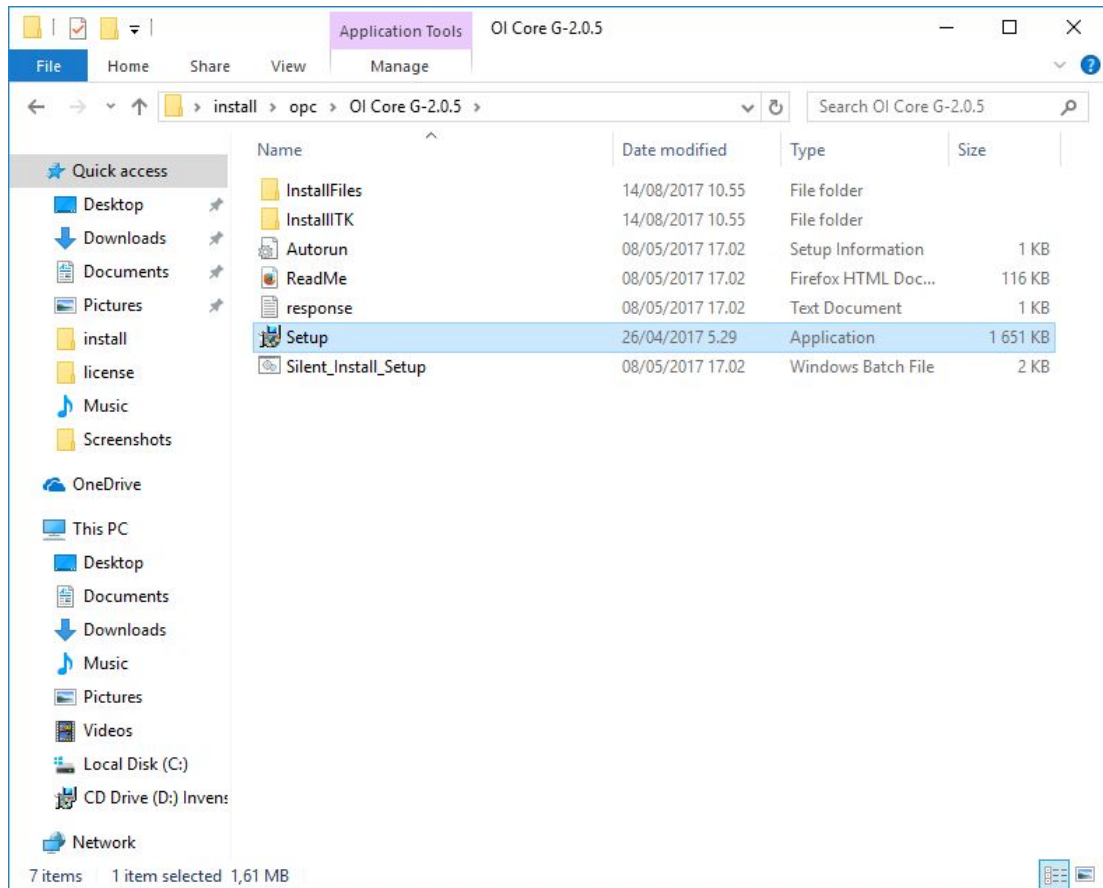 Application Tools OI Core G-2.0.5
File Home Share View Manage
install opc OI Core G-2.0.5 Search OI Core G-2.0.5
Name Date modified Type Size
Quick access
Desktop
Downloads
Documents
Pictures
install
license
Music
Screenshots
OneDrive
This PC
Desktop
Documents
Downloads
Music
Pictures
Videos
Local Disk (C:)
CD Drive (D:) Invens
Network
InstallFiles 14/08/2017 10.55 File folder
InstallITK 14/08/2017 10.55 File folder
Autorun 08/05/2017 17.02 Setup Information 1 KB
ReadMe 08/05/2017 17.02 Firefox HTML Doc... 116 KB
response 08/05/2017 17.02 Text Document 1 KB
Setup 26/04/2017 5.29 Application 1 651 KB
Silent_Install_Setup 08/05/2017 17.02 Windows Batch File 2 KB
7 items 1 item selected 1,61 MB